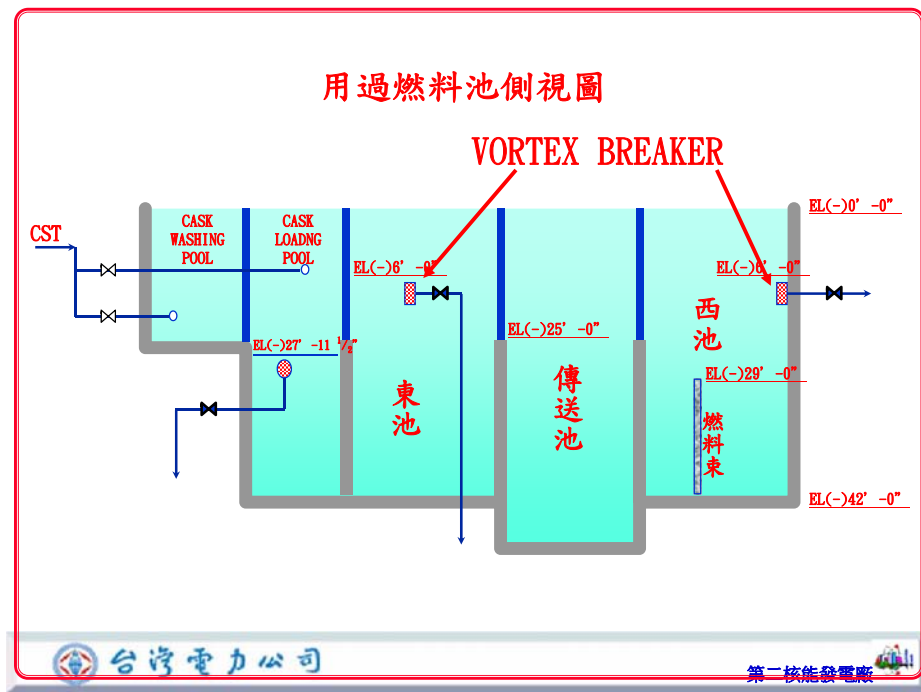 用過燃料池側視圖
VORTEX BREAKER
EL(-)0' -0"
CASK
WASHING
POOL
CASK
LOADNG
POOL
CST
EL(-)6' -0"
EL(-)6' -0"
西
池
EL(-)25' -0"
EL(-)27' -11 1/2"
東
池
傳
送
池
EL(-)29' -0"
燃
料
束
EL(-)42' -0"
台灣電力公司
第二核能發電廠